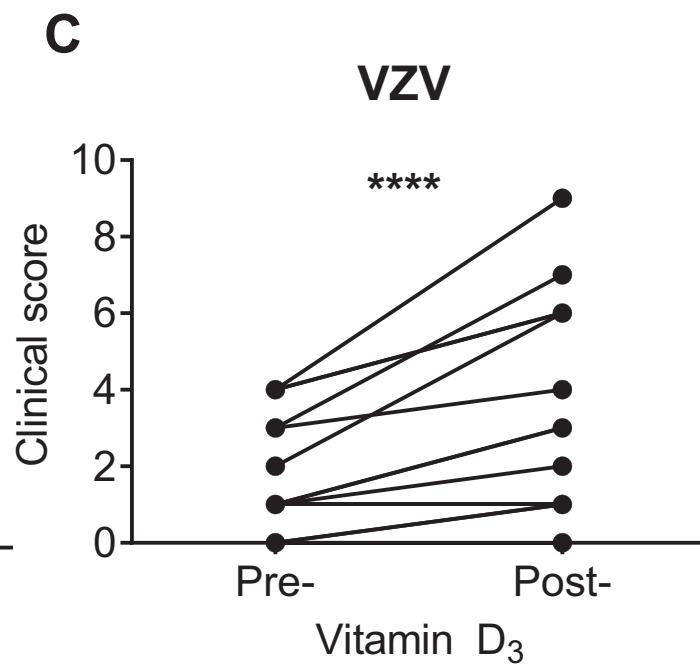 C
VZV
****
10
8
6
4
2
0
Clinical score
Pre- Post-
Vitamin D₃